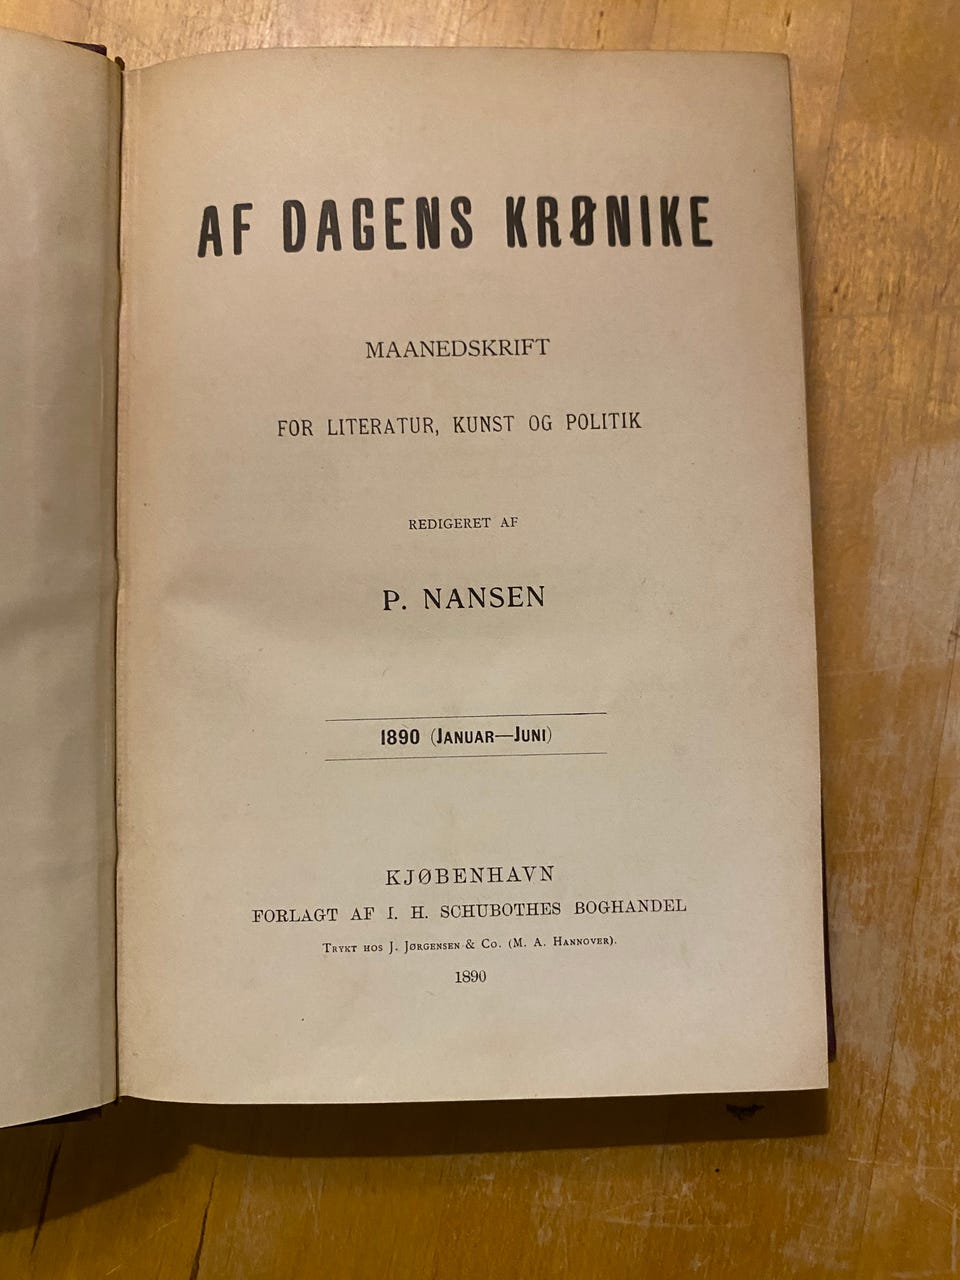 AF DAGENS KRØNIKE
MAANEDSKRIFT
FOR LITERATUR, KUNST OG POLITIK
REDIGERET AF
P. NANSEN
1890 (JANUAR—JUNI)
KJØBENHAVN
FORLAGT AF I. H. SCHUBOTHES BOGHANDEL
TRYKT HOS J. JØRGENSEN & CO. (M. A. HANNOVER).
1890